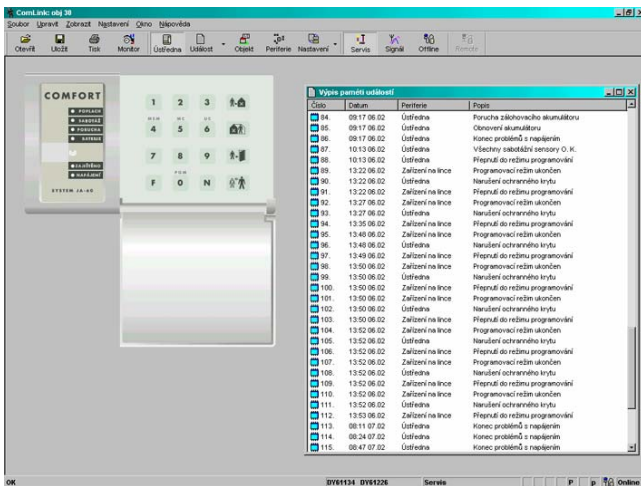 ComLink: obj 30
Soubor Upravit Zobrazit Nastavení Okno Nápověda
Otevřít Uložit Tisk Monitor Ústředna Událost Objekt Periferie Nastavení Servis Signál Offline Remote
COMFORT
POPLACH
SABOTÁŽ
PORUCHA
BATERIE
ZAJIŠTĚNO
NAPÁJENÍ
SYSTEM JA-60
1 2 3
4 5 6
7 8 9
F 0 N
Výpis paměti událostí
Číslo Datum Periferie Popis
84. 09:17 06.02 Ústředna Porucha zálohovacího akumulátoru
85. 09:17 06.02 Ústředna Obnovení akumulátoru
86. 09:17 06.02 Ústředna Konec problémů s napájením
87. 10:13 06.02 Ústředna Všechny sabotážní sensory O. K.
88. 10:13 06.02 Ústředna Přepnutí do režimu programování
89. 13:22 06.02 Zařízení na lince Programovací režim ukončen
90. 13:22 06.02 Ústředna Narušení ochranného krytu
91. 13:22 06.02 Zařízení na lince Přepnutí do režimu programování
92. 13:27 06.02 Zařízení na lince Programovací režim ukončen
93. 13:27 06.02 Ústředna Narušení ochranného krytu
94. 13:35 06.02 Zařízení na lince Přepnutí do režimu programování
95. 13:48 06.02 Zařízení na lince Programovací režim ukončen
96. 13:48 06.02 Ústředna Narušení ochranného krytu
97. 13:49 06.02 Zařízení na lince Přepnutí do režimu programování
98. 13:50 06.02 Zařízení na lince Programovací režim ukončen
99. 13:50 06.02 Ústředna Narušení ochranného krytu
100. 13:50 06.02 Zařízení na lince Přepnutí do režimu programování
101. 13:50 06.02 Zařízení na lince Programovací režim ukončen
102. 13:50 06.02 Ústředna Narušení ochranného krytu
103. 13:50 06.02 Zařízení na lince Přepnutí do režimu programování
104. 13:52 06.02 Zařízení na lince Programovací režim ukončen
105. 13:52 06.02 Ústředna Narušení ochranného krytu
106. 13:52 06.02 Zařízení na lince Přepnutí do režimu programování
107. 13:52 06.02 Zařízení na lince Programovací režim ukončen
108. 13:52 06.02 Ústředna Narušení ochranného krytu
109. 13:52 06.02 Zařízení na lince Přepnutí do režimu programování
110. 13:52 06.02 Zařízení na lince Programovací režim ukončen
111. 13:52 06.02 Ústředna Narušení ochranného krytu
112. 13:53 06.02 Zařízení na lince Přepnutí do režimu programování
113. 08:11 07.02 Ústředna Konec problémů s napájením
114. 08:24 07.02 Ústředna Konec problémů s napájením
115. 08:47 07.02 Ústředna Konec problémů s napájením
OK DY61134 DY61226 Servis P p Online